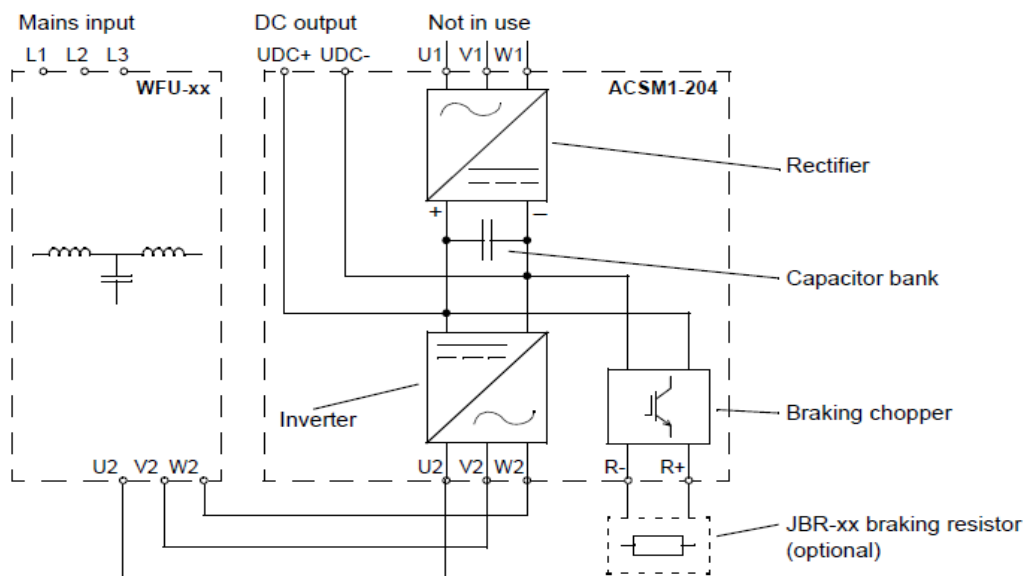 Mains input
DC output
Not in use
L1 L2 L3
UDC+ UDC-
U1 V1 W1
WFU-xx
ACSM1-204
Rectifier
+ –
Capacitor bank
Inverter
Braking chopper
U2 V2 W2
U2 V2 W2
R- R+
JBR-xx braking resistor
(optional)